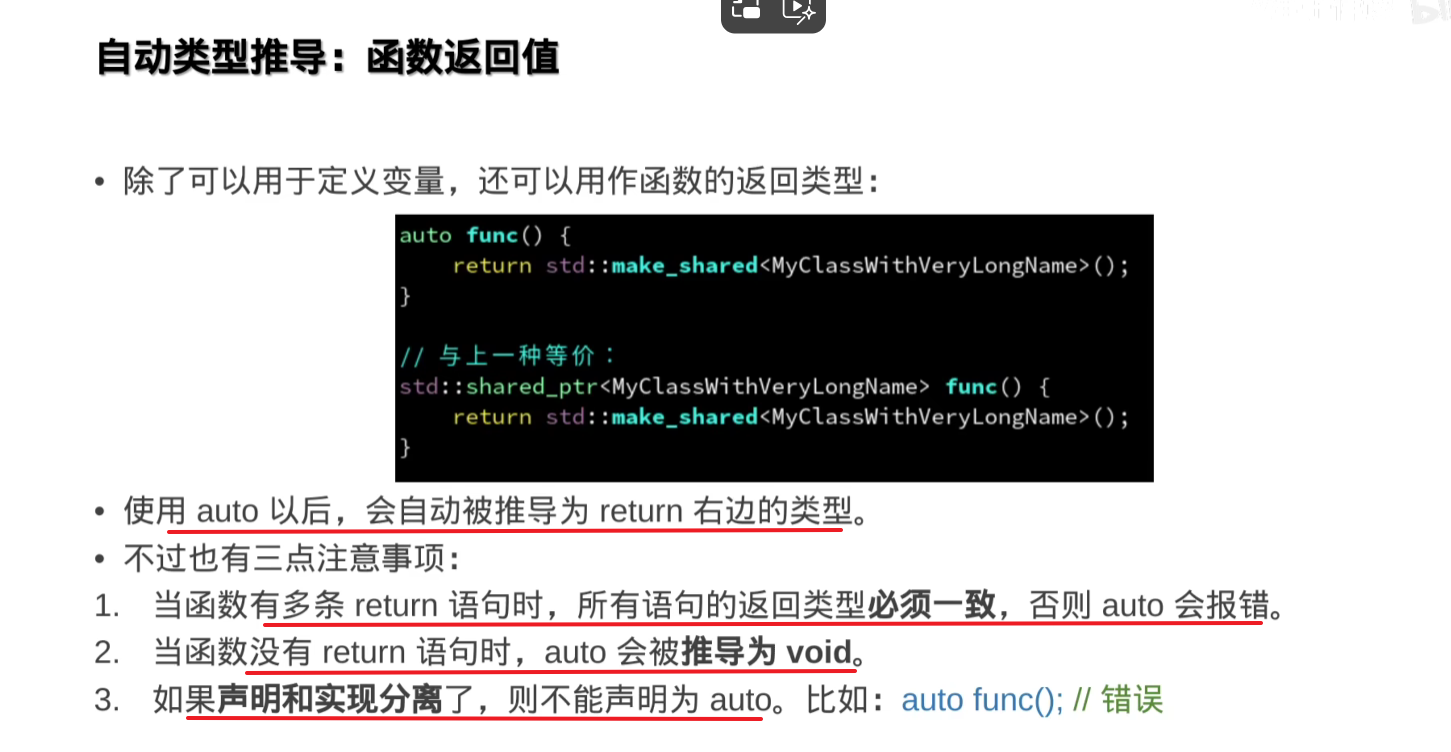 自动类型推导：函数返回值
• 除了可以用于定义变量，还可以用作函数的返回类型：
auto func() {
    return std::make_shared<MyClassWithVeryLongName>();
}
// 与上一种等价：
std::shared_ptr<MyClassWithVeryLongName> func() {
    return std::make_shared<MyClassWithVeryLongName>();
}
• 使用 auto 以后，会自动被推导为 return 右边的类型。
• 不过也有三点注意事项：
1. 当函数有多条 return 语句时，所有语句的返回类型必须一致，否则 auto 会报错。
2. 当函数没有 return 语句时，auto 会被推导为 void。
3. 如果声明和实现分离了，则不能声明为 auto。比如：auto func(); // 错误